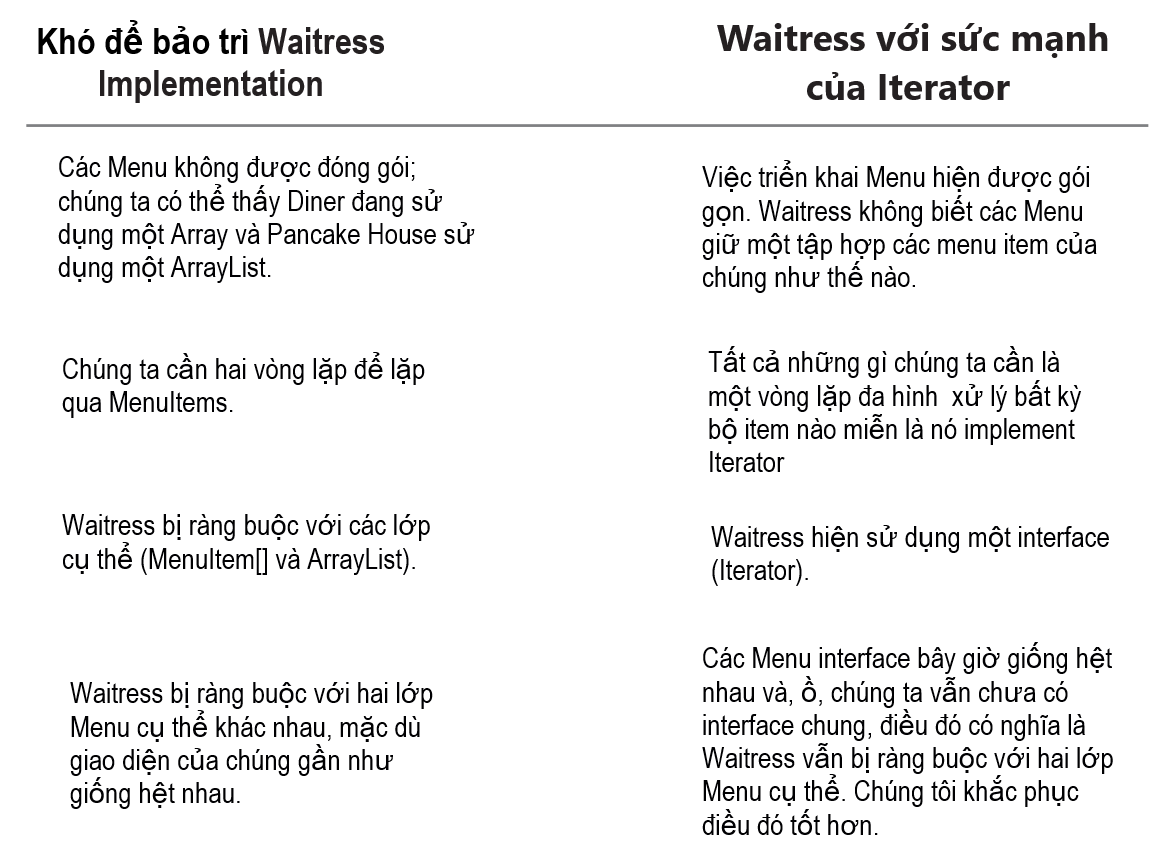 Khó để bảo trì Waitress
Implementation
Waitress với sức mạnh
của Iterator
Các Menu không được đóng gói;
chúng ta có thể thấy Diner đang sử
dụng một Array và Pancake House sử
dụng một ArrayList.
Việc triển khai Menu hiện được gói
gọn. Waitress không biết các Menu
giữ một tập hợp các menu item của
chúng như thế nào.
Chúng ta cần hai vòng lặp để lặp
qua MenuItems.
Tất cả những gì chúng ta cần là
một vòng lặp đa hình  xử lý bất kỳ
bộ item nào miễn là nó implement
Iterator
Waitress bị ràng buộc với các lớp
cụ thể (MenuItem[] và ArrayList).
Waitress hiện sử dụng một interface
(Iterator).
Waitress bị ràng buộc với hai lớp
Menu cụ thể khác nhau, mặc dù
giao diện của chúng gần như
giống hệt nhau.
Các Menu interface bây giờ giống hệt
nhau và, ồ, chúng ta vẫn chưa có
interface chung, điều đó có nghĩa là
Waitress vẫn bị ràng buộc với hai lớp
Menu cụ thể. Chúng tôi khắc phục
điều đó tốt hơn.